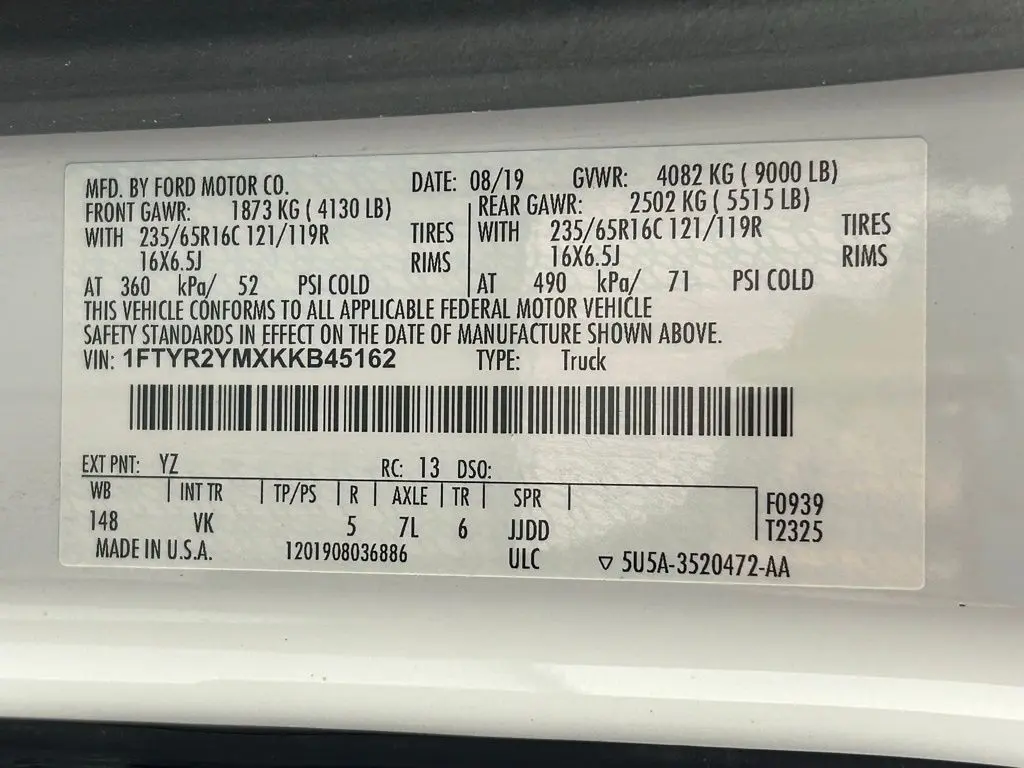 MFD. BY FORD MOTOR CO. DATE: 08/19 GVWR: 4082 KG ( 9000 LB)
FRONT GAWR: 1873 KG ( 4130 LB) REAR GAWR: 2502 KG ( 5515 LB)
WITH 235/65R16C 121/119R TIRES WITH 235/65R16C 121/119R TIRES
16X6.5J RIMS 16X6.5J RIMS
AT 360 kPa/ 52 PSI COLD AT 490 kPa/ 71 PSI COLD
THIS VEHICLE CONFORMS TO ALL APPLICABLE FEDERAL MOTOR VEHICLE
SAFETY STANDARDS IN EFFECT ON THE DATE OF MANUFACTURE SHOWN ABOVE.
VIN: 1FTYR2YMXKKB45162 TYPE: Truck
EXT PNT: YZ RC: 13 DSO:
WB INT TR TP/PS R AXLE TR SPR F0939
148 VK 5 7L 6 JJDD T2325
MADE IN U.S.A. 1201908036886 ULC ▽ 5U5A-3520472-AA